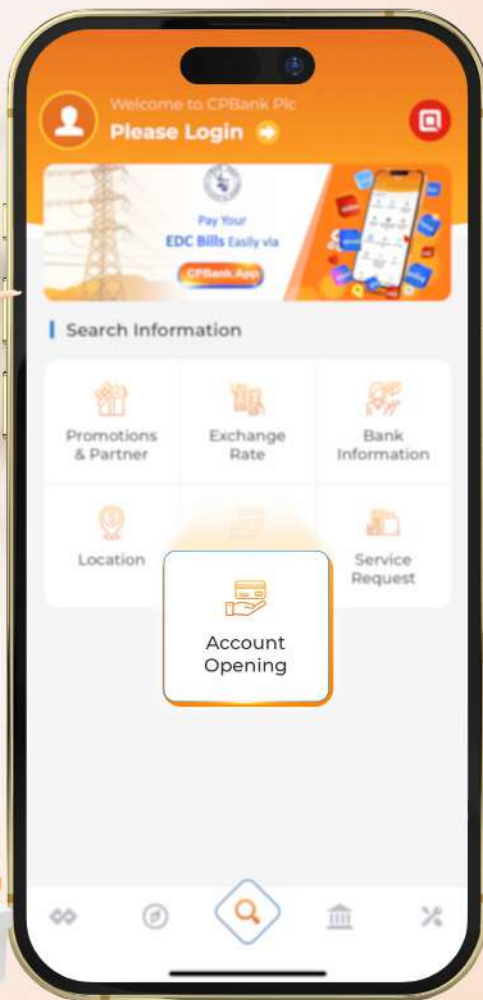 Welcome to CPBank Plc
Please Login
Pay Your
EDC Bills Easily via
CPBank App
Search Information
Promotions
& Partner
Exchange
Rate
Bank
Information
Location
Service
Request
Account
Opening